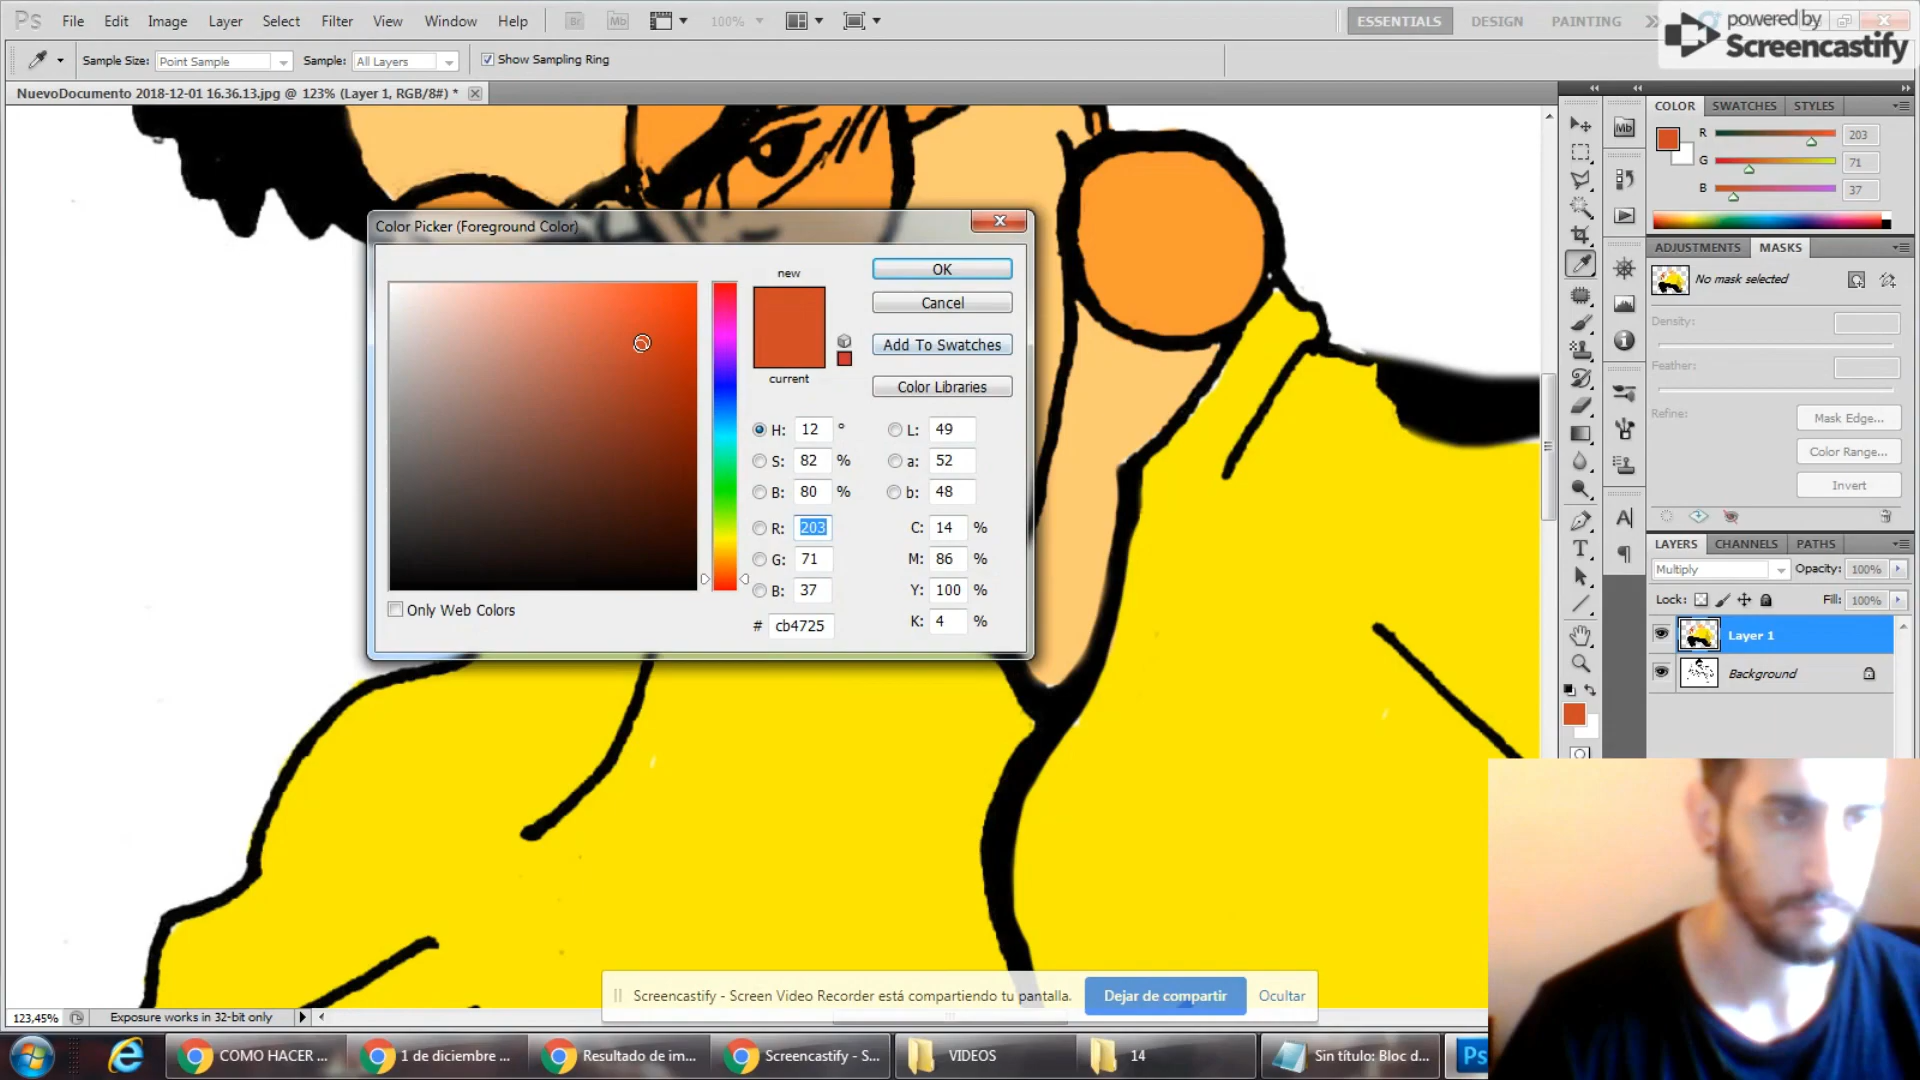 Ps File Edit Image Layer Select Filter View Window Help Br Mb 100% ESSENTIALS DESIGN PAINTING
powered by
Screencastify
Sample Size: Point Sample Sample: All Layers Show Sampling Ring
NuevoDocumento 2018-12-01 16.36.13.jpg @ 123% (Layer 1, RGB/8#) *
COLOR SWATCHES STYLES
R 203
G 71
B 37
ADJUSTMENTS MASKS
No mask selected
Density:
Feather:
Refine: Mask Edge...
Color Range...
Invert
LAYERS CHANNELS PATHS
Multiply Opacity: 100%
Lock: Fill: 100%
Layer 1
Background
Color Picker (Foreground Color)
new
current
OK
Cancel
Add To Swatches
Color Libraries
H: 12 ° L: 49
S: 82 % a: 52
B: 80 % b: 48
R: 203 C: 14 %
G: 71 M: 86 %
B: 37 Y: 100 %
# cb4725 K: 4 %
Only Web Colors
Screencastify - Screen Video Recorder está compartiendo tu pantalla. Dejar de compartir Ocultar
123,45% Exposure works in 32-bit only
COMO HACER ... 1 de diciembre ... Resultado de im... Screencastify - S... VIDEOS 14 Sin título: Bloc d... Ps